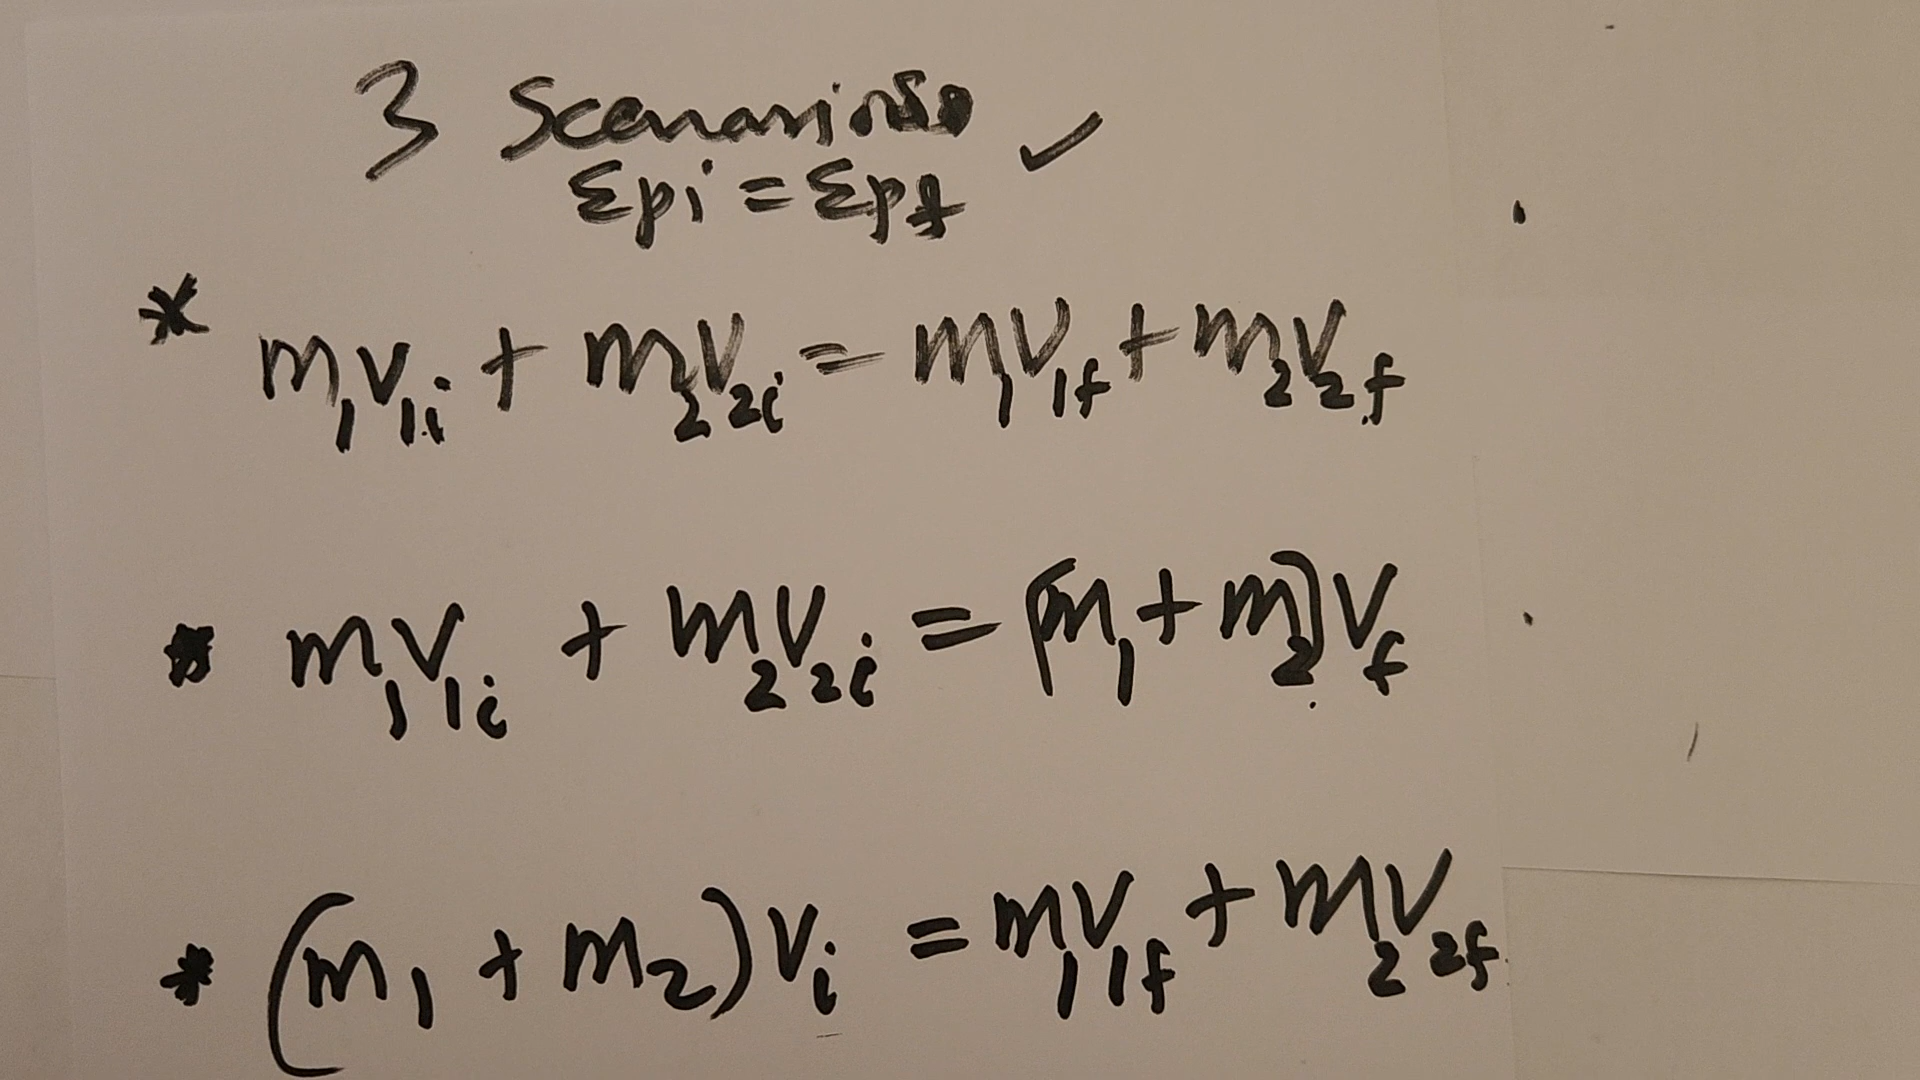 3 Scenarios
Σpi = Σpf ✓
* m₁v₁i + m₂v₂i = m₁v₁f + m₂v₂f
* m₁v₁i + m₂v₂i = (m₁ + m₂)vf
* (m₁ + m₂)vi = m₁v₁f + m₂v₂f